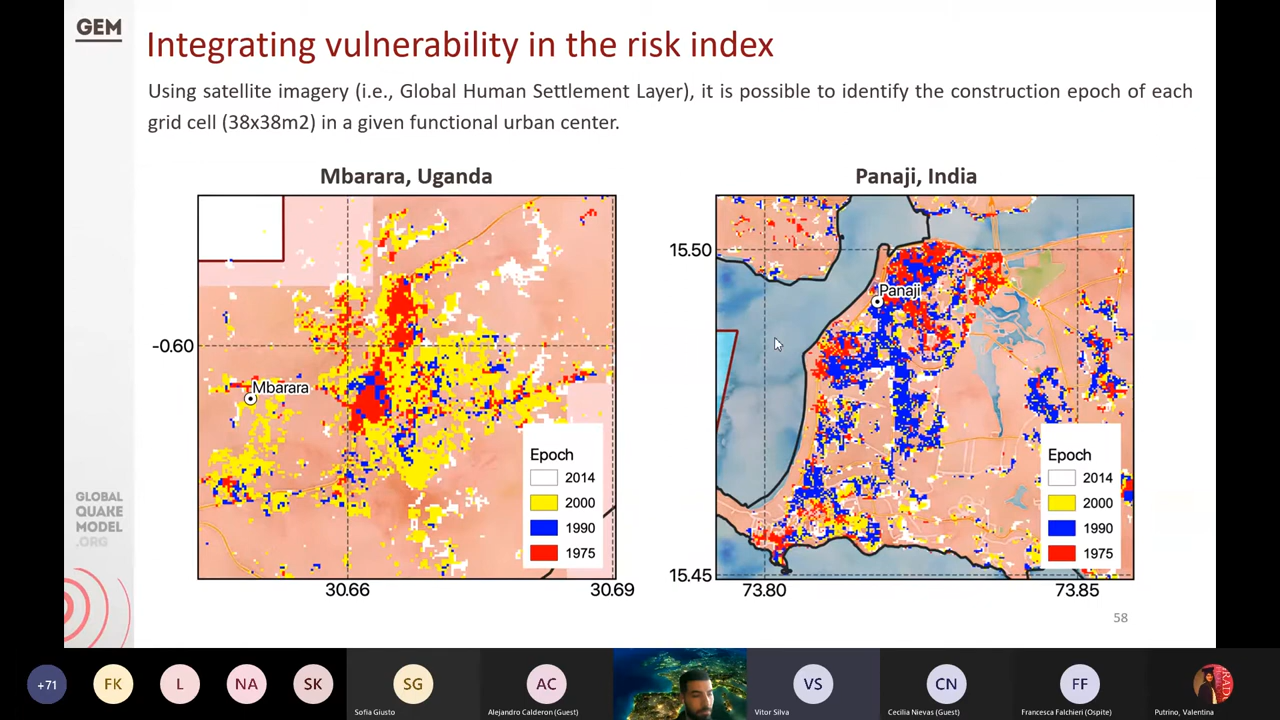 GEM
Integrating vulnerability in the risk index
Using satellite imagery (i.e., Global Human Settlement Layer), it is possible to identify the construction epoch of each
grid cell (38x38m2) in a given functional urban center.
Mbarara, Uganda
Panaji, India
15.50
Panaji
-0.60
Mbarara
Epoch
2014
2000
1990
1975
Epoch
2014
2000
1990
1975
15.45
30.66
30.69
73.80
73.85
GLOBAL
QUAKE
MODEL
.ORG
58
+71
FK
L
NA
SK
SG
AC
VS
CN
FF
Sofia Giusto
Alejandro Calderon (Guest)
Vitor Silva
Cecilia Nievas (Guest)
Francesca Falchieri (Ospite)
Putrino, Valentina